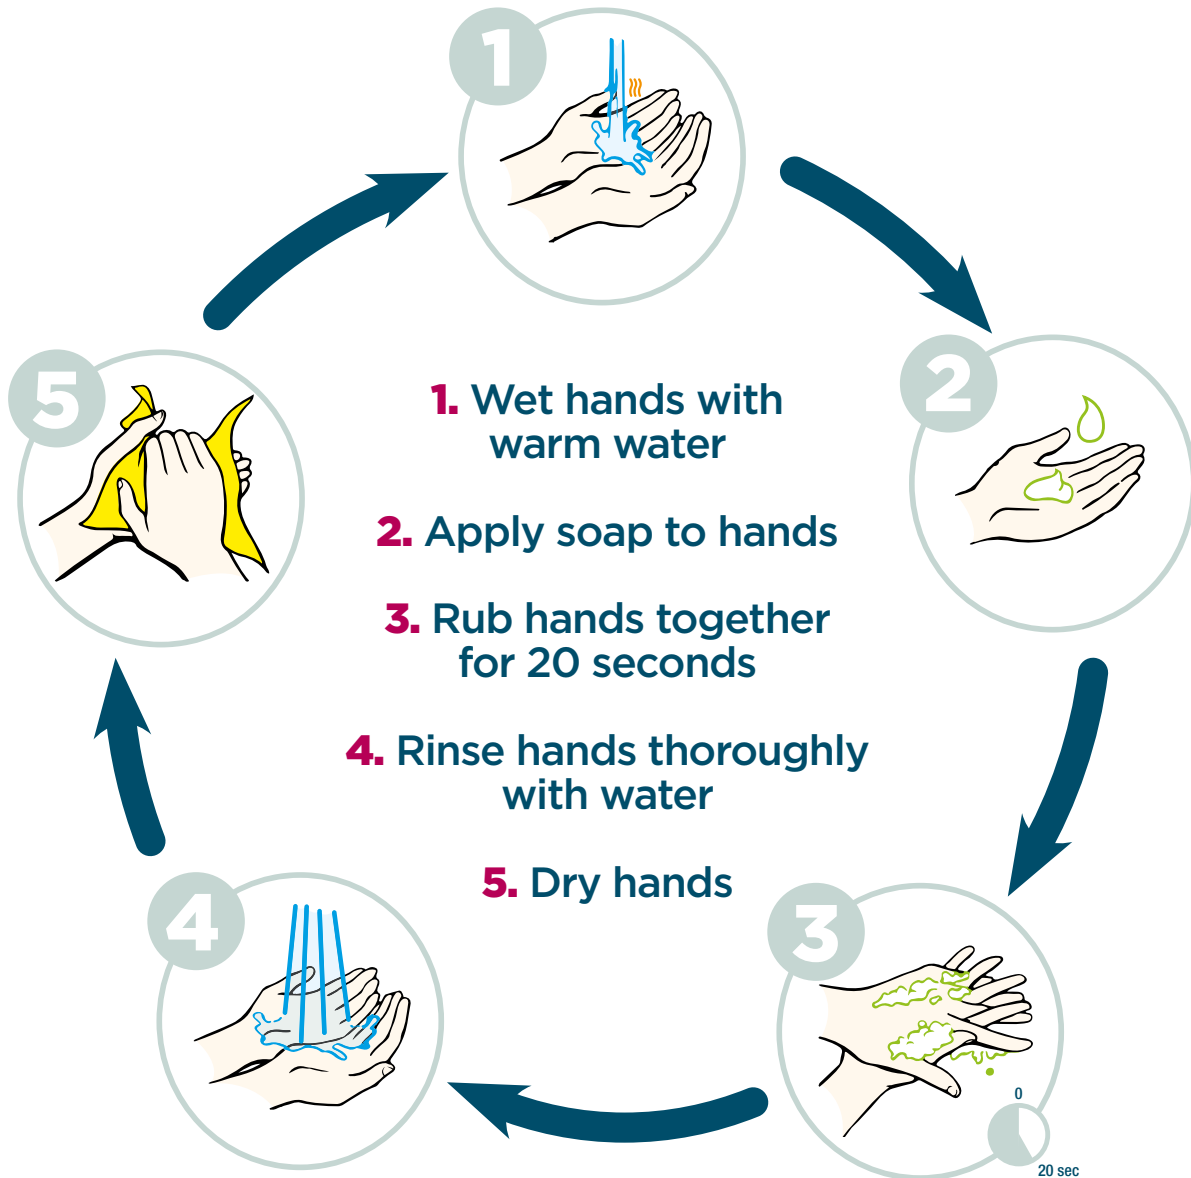 1
2
5
1. Wet hands with
warm water
2. Apply soap to hands
3. Rub hands together
for 20 seconds
4. Rinse hands thoroughly
with water
5. Dry hands
4
3
0
20 sec